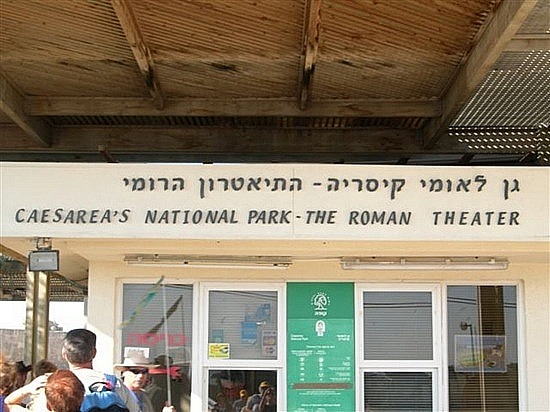 גן לאומי קיסריה - התיאטרון הרומי
CAESAREA'S NATIONAL PARK - THE ROMAN THEATER